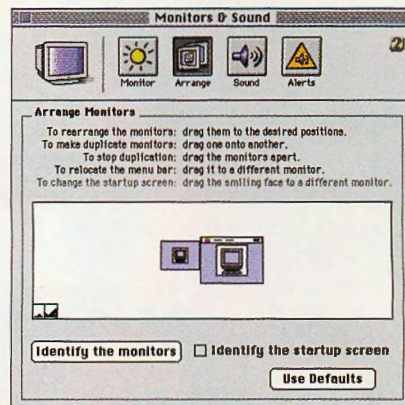 Monitors & Sound
Monitor Arrange Sound Alerts
Arrange Monitors
To rearrange the monitors: drag them to the desired positions.
To make duplicate monitors: drag one onto another.
To stop duplication: drag the monitors apart.
To relocate the menu bar: drag it to a different monitor.
To change the startup screen: drag the smiling face to a different monitor.
Identify the monitors
Identify the startup screen
Use Defaults